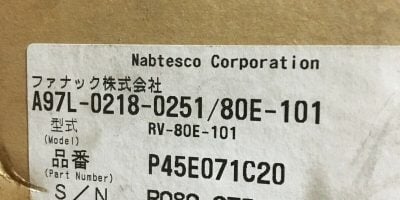 Nabtesco Corporation
ファナック株式会社
A97L-0218-0251/80E-101
型式 RV-80E-101
(Model)
品番 P45E071C20
(Part Number)
S/N